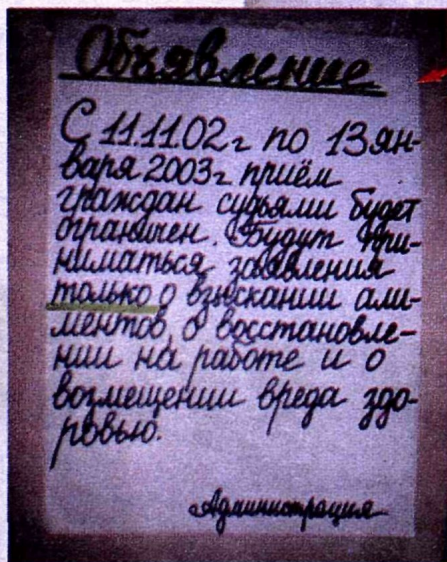 Объявление
С 11.11.02г по 13 ян-
варя 2003г приём
граждан судьями будет
ограничен. Будут при-
ниматься заявления
только о взыскании али-
ментов, о восстановле-
нии на работе и о
возмещении вреда здо-
ровью.
Администрация